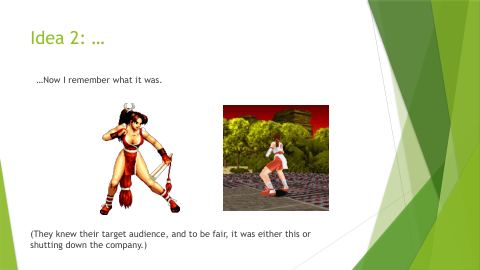 Idea 2: …
…Now I remember what it was.
(They knew their target audience, and to be fair, it was either this or
shutting down the company.)